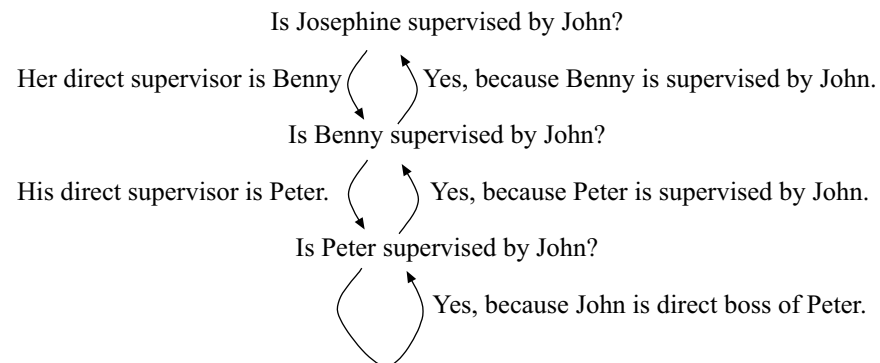 Is Josephine supervised by John?
Her direct supervisor is Benny
Yes, because Benny is supervised by John.
Is Benny supervised by John?
His direct supervisor is Peter.
Yes, because Peter is supervised by John.
Is Peter supervised by John?
Yes, because John is direct boss of Peter.